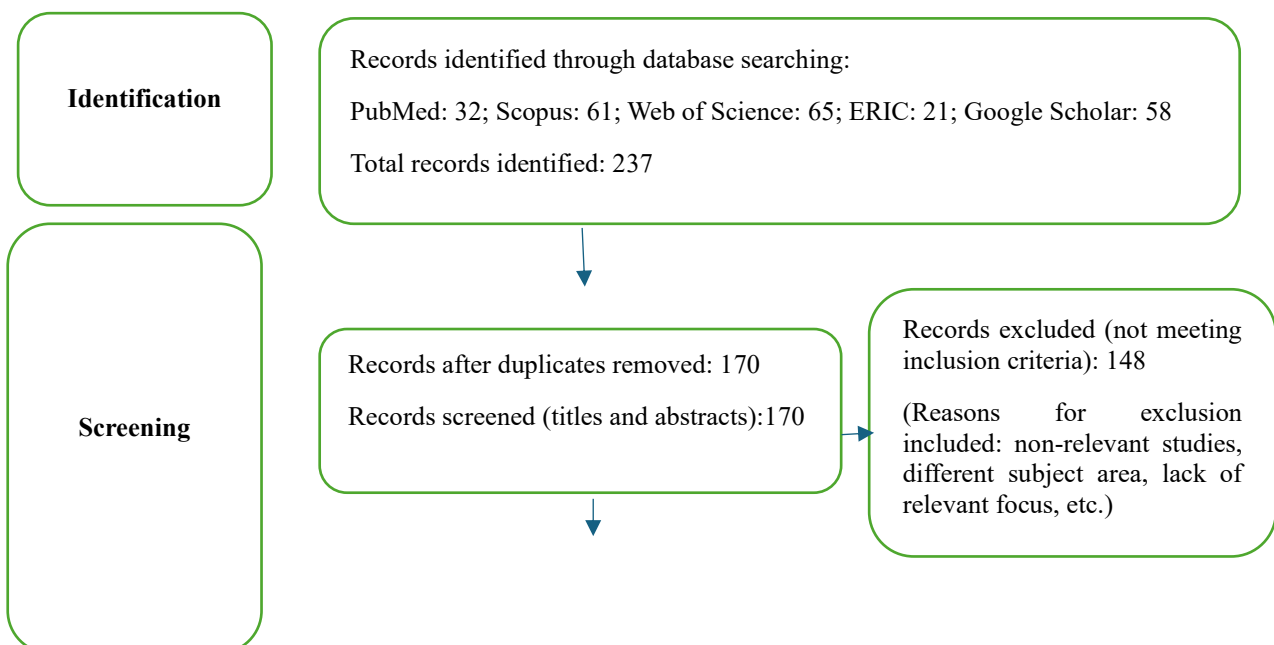 Identification
Records identified through database searching:
PubMed: 32; Scopus: 61; Web of Science: 65; ERIC: 21; Google Scholar: 58
Total records identified: 237
Screening
Records after duplicates removed: 170
Records screened (titles and abstracts):170
Records excluded (not meeting
inclusion criteria): 148
(Reasons for exclusion
included: non-relevant studies,
different subject area, lack of
relevant focus, etc.)